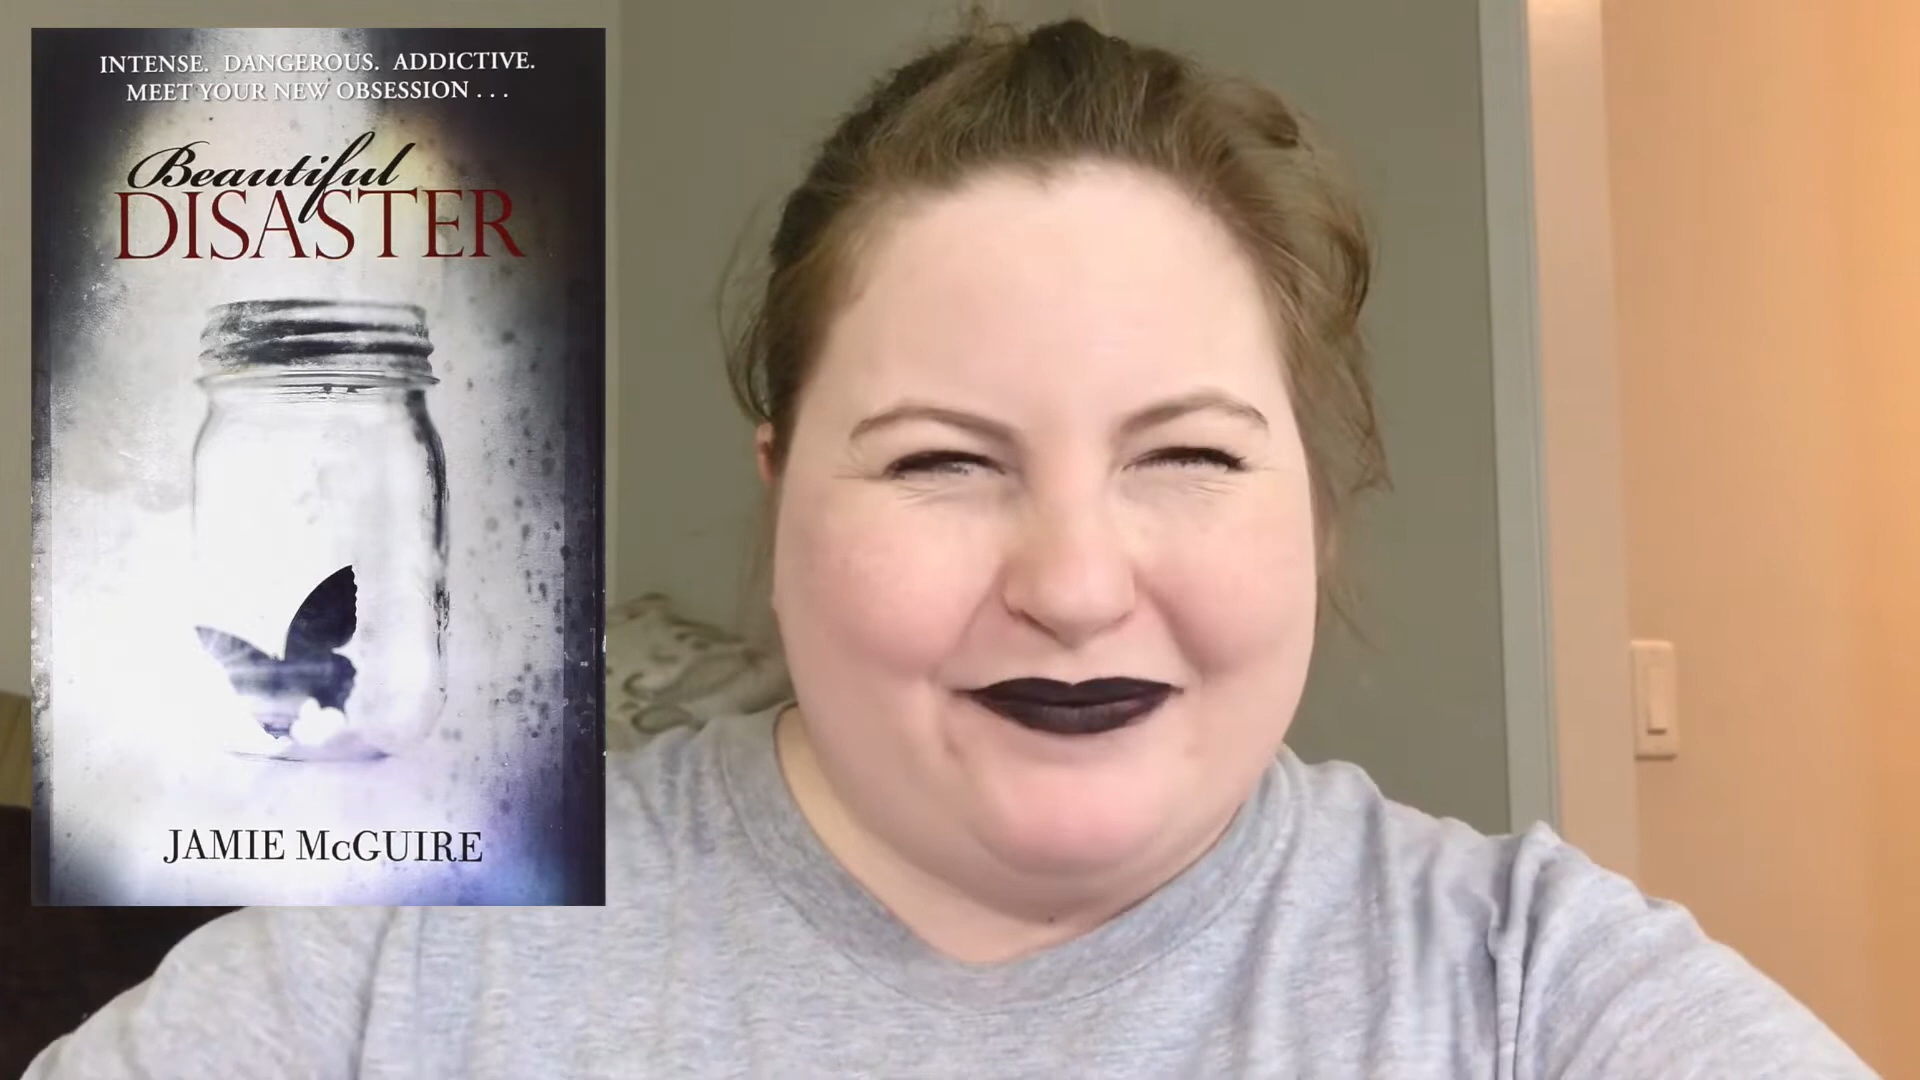 INTENSE. DANGEROUS. ADDICTIVE.
MEET YOUR NEW OBSESSION . . .
Beautiful
DISASTER
JAMIE McGUIRE